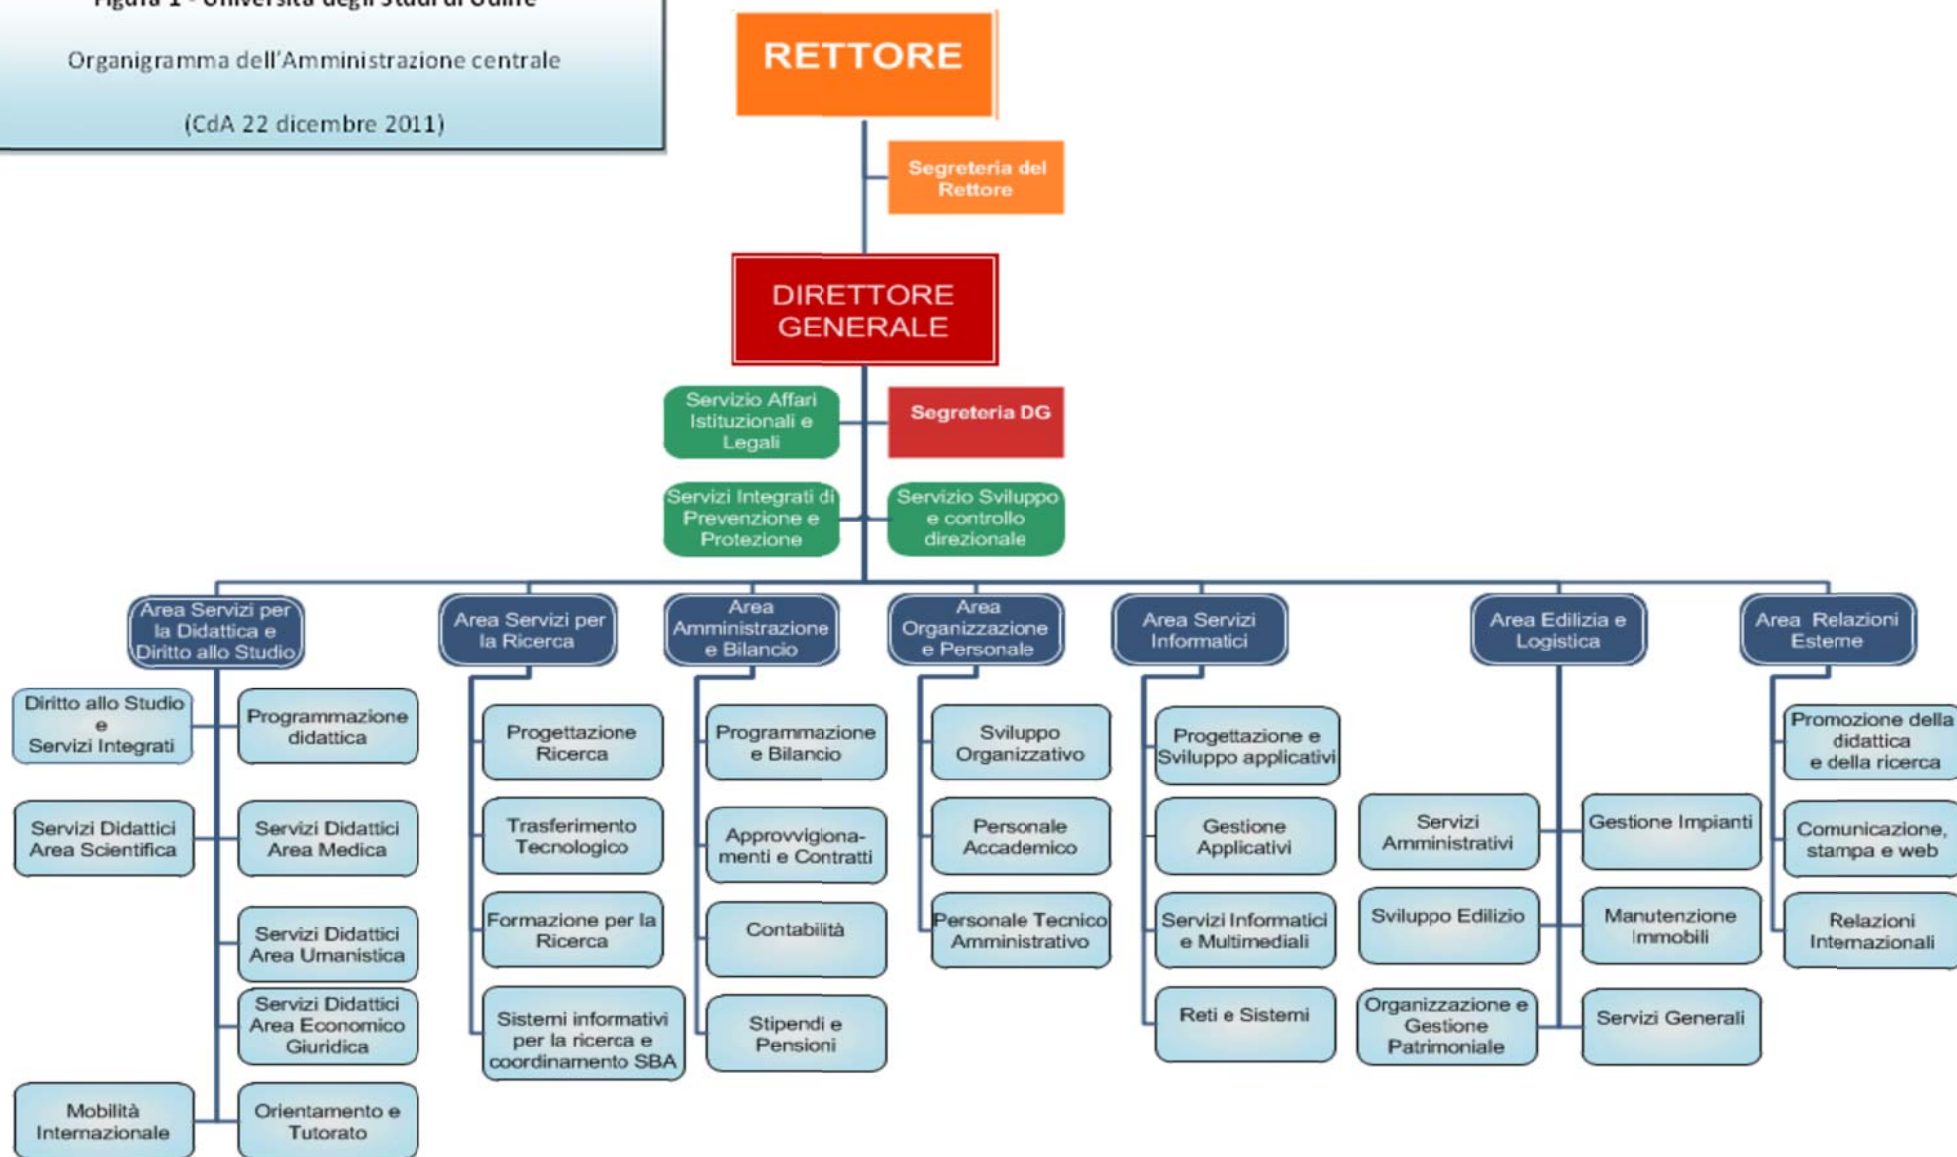 Figura 1 - Università degli Studi di Udine
Organigramma dell'Amministrazione centrale
(CdA 22 dicembre 2011)
RETTORE
Segreteria del
Rettore
DIRETTORE
GENERALE
Servizio Affari
Istituzionali e
Legali
Segreteria DG
Servizi Integrati di
Prevenzione e
Protezione
Servizio Sviluppo
e controllo
direzionale
Area Servizi per
la Didattica e
Diritto allo Studio
Area Servizi per
la Ricerca
Area
Amministrazione
e Bilancio
Area
Organizzazione
e Personale
Area Servizi
Informatici
Area Edilizia e
Logistica
Area Relazioni
Esterne
Diritto allo Studio
e
Servizi Integrati
Programmazione
didattica
Servizi Didattici
Area Scientifica
Servizi Didattici
Area Medica
Servizi Didattici
Area Umanistica
Servizi Didattici
Area Economico
Giuridica
Mobilità
Internazionale
Orientamento e
Tutorato
Progettazione
Ricerca
Trasferimento
Tecnologico
Formazione per la
Ricerca
Sistemi informativi
per la ricerca e
coordinamento SBA
Programmazione
e Bilancio
Approvvigiona-
menti e Contratti
Contabilità
Stipendi e
Pensioni
Sviluppo
Organizzativo
Personale
Accademico
Personale Tecnico
Amministrativo
Progettazione e
Sviluppo applicativi
Gestione
Applicativi
Servizi Informatici
e Multimediali
Reti e Sistemi
Servizi
Amministrativi
Gestione Impianti
Sviluppo Edilizio
Manutenzione
Immobili
Organizzazione e
Gestione
Patrimoniale
Servizi Generali
Promozione della
didattica
e della ricerca
Comunicazione,
stampa e web
Relazioni
Internazionali